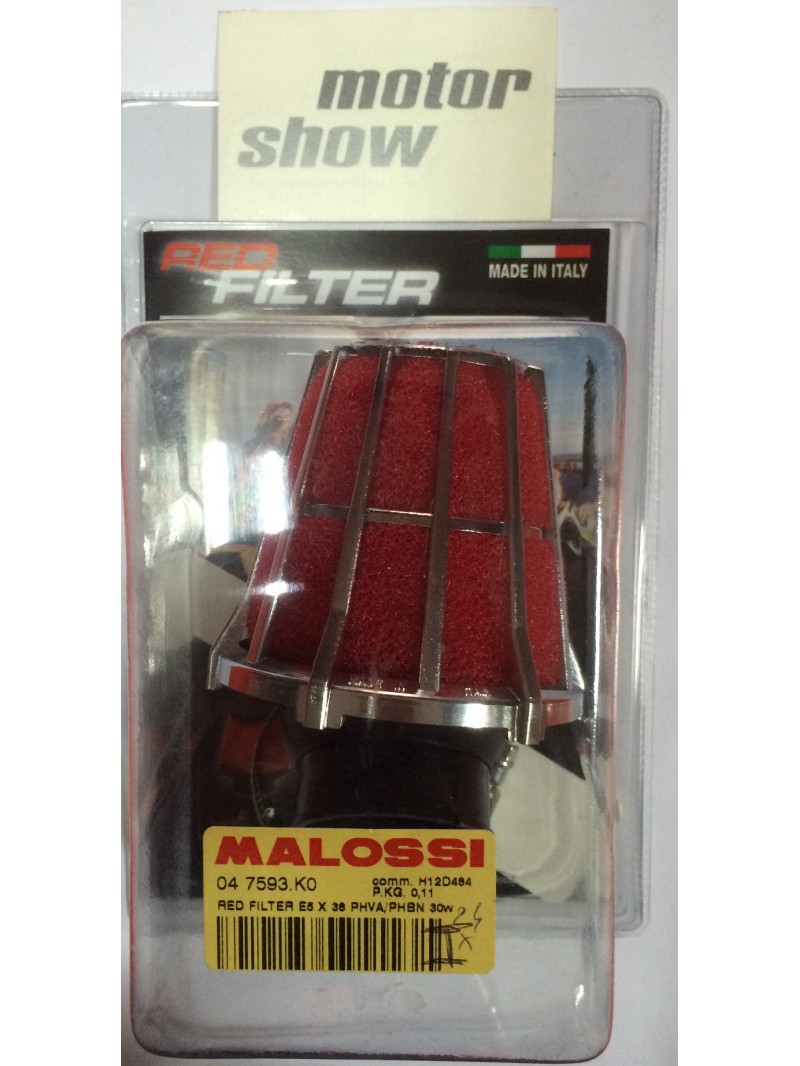 motor
show
RED
FILTER
MADE IN ITALY
MALOSSI
04 7593.K0
comm. H12D484
P.KG. 0,11
RED FILTER E5 X 38 PHVA/PHBN 30w
24
X